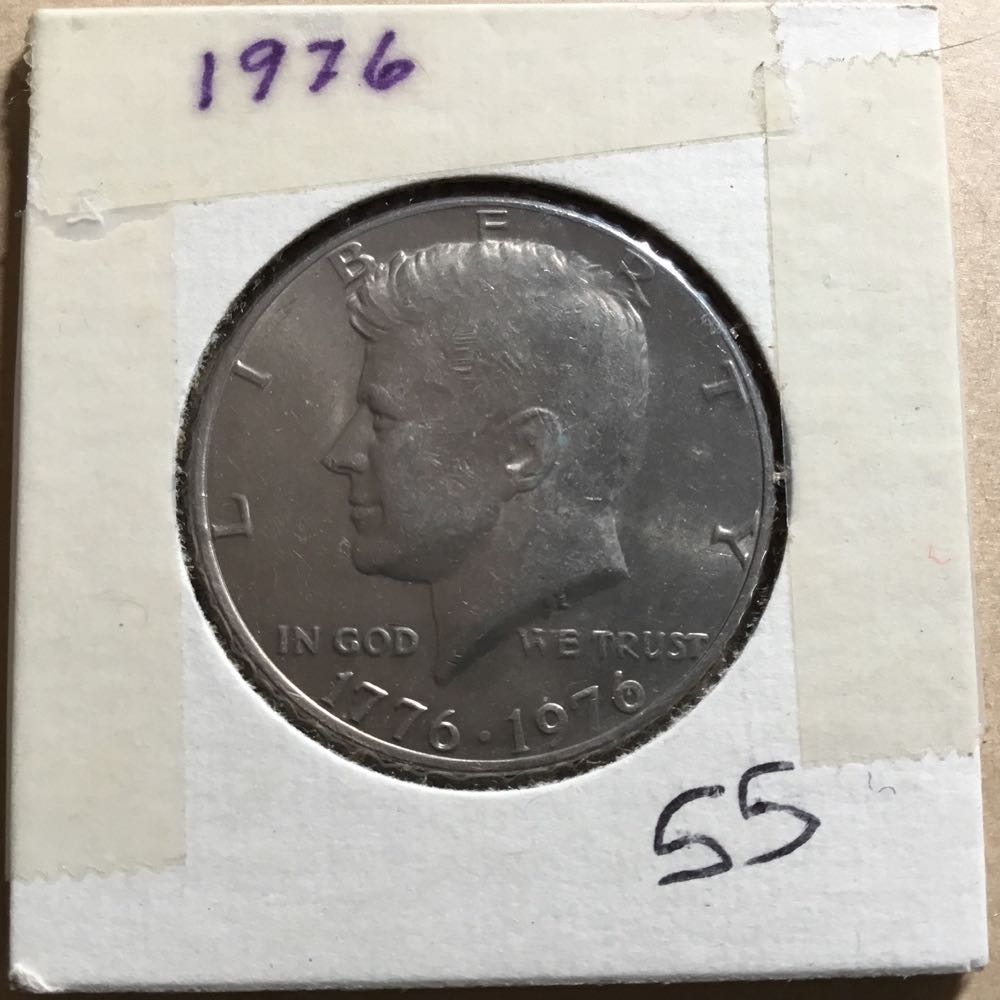 1976
LIBERTY
IN GOD WE TRUST
1776 · 1976
55